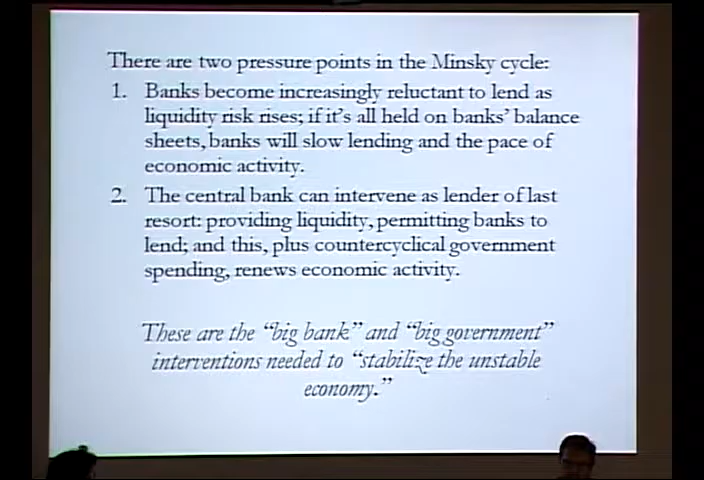 There are two pressure points in the Minsky cycle:
1. Banks become increasingly reluctant to lend as
liquidity risk rises; if it's all held on banks' balance
sheets, banks will slow lending and the pace of
economic activity.
2. The central bank can intervene as lender of last
resort: providing liquidity, permitting banks to
lend; and this, plus countercyclical government
spending, renews economic activity.
These are the “big bank” and “big government”
interventions needed to “stabilize the unstable
economy.”